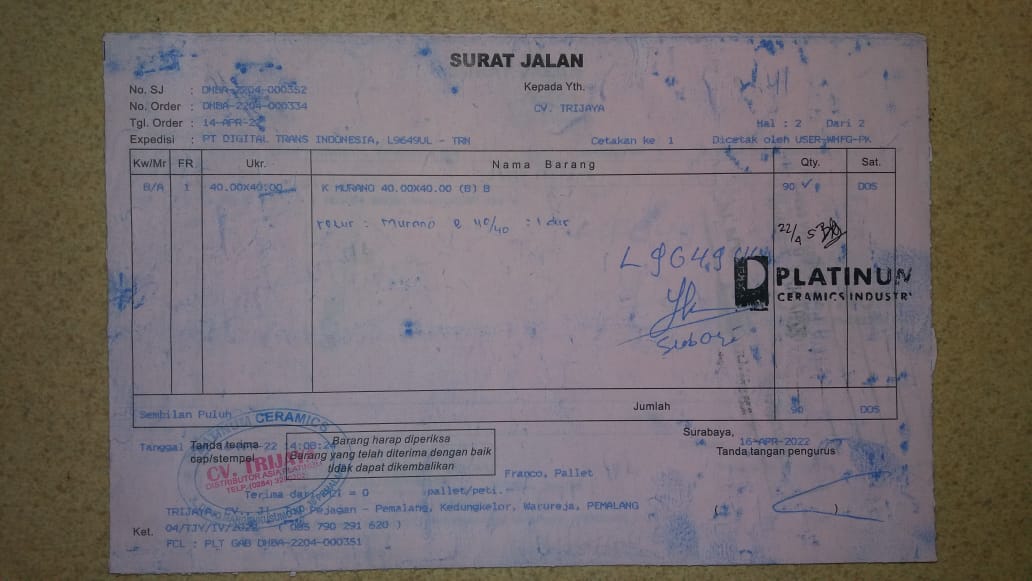 SURAT JALAN
No. SJ : DHBA-2204-000352
Kepada Yth.
No. Order : DHBA-2204-000334
CV. TRIJAYA
Tgl. Order : 14-APR-22
Hal : 2 Dari 2
Expedisi : PT DIGITAL TRANS INDONESIA, L9649UL - TRN Cetakan ke 1 Dicetak oleh USER-WHFG-PK
Kw/Mr FR Ukr. Nama Barang Qty. Sat.
B/A 1 40.00X40.00 K MURANO 40.00X40.00 (B) B 90 DOS
retur : Murano B 40/40 : 1 dus
22/4
L 9649
PLATINUM
CERAMICS INDUSTRY
Jumlah
Sembilan Puluh 90 DOS
CERAMICS
Surabaya, 16-APR-2022
Tanggal
Tanda terima
cap/stempel
14:08:24
Barang harap diperiksa
Barang yang telah diterima dengan baik
tidak dapat dikembalikan
Tanda tangan pengurus
CV. TRIJAYA
DISTRIBUTOR ASIA PLATINUM
TELP. (0284)
Franco, Pallet
Terima dari = 0 pallet/peti.
TRIJAYA, CV., Jl. Pejagan - Pemalang, Kedungkelor, Warureja, PEMALANG
Ket. 04/TJY/IV/2022 ( 085 790 291 620 )
FCL : PLT GAB DHBA-2204-000351